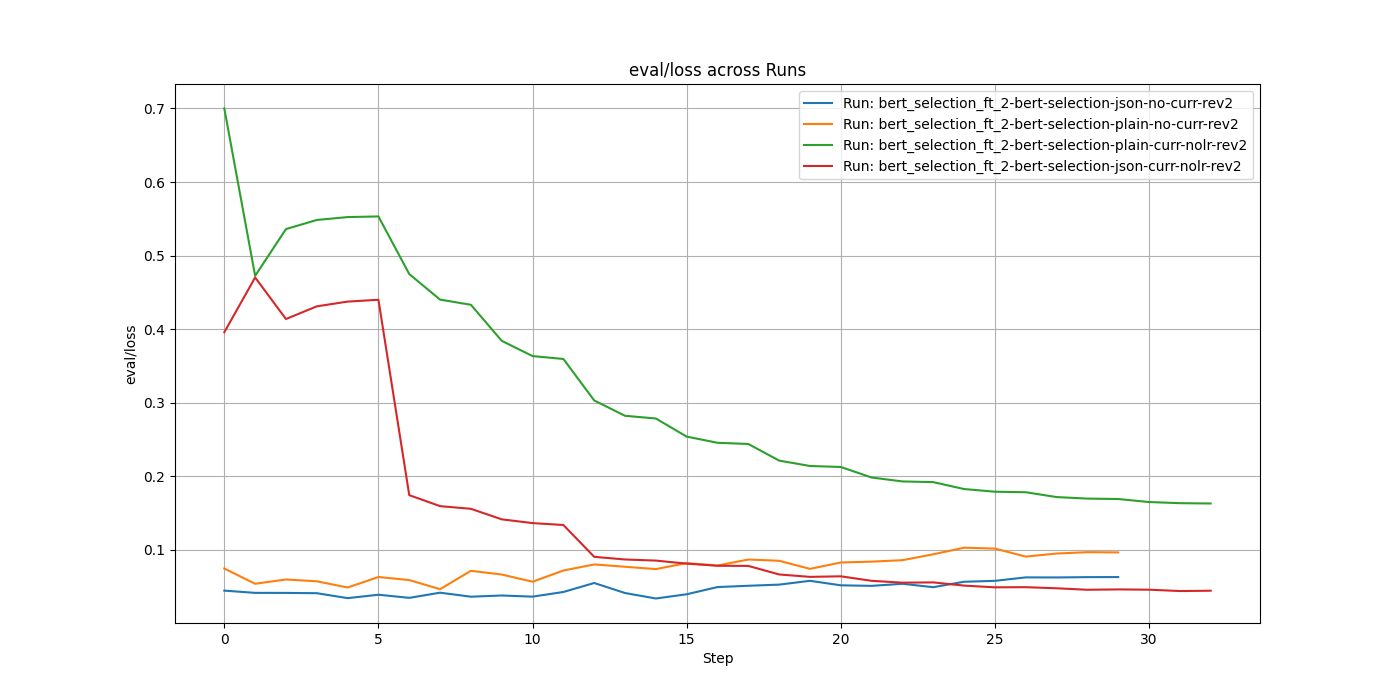 eval/loss across Runs
Run: bert_selection_ft_2-bert-selection-json-no-curr-rev2
Run: bert_selection_ft_2-bert-selection-plain-no-curr-rev2
Run: bert_selection_ft_2-bert-selection-plain-curr-nolr-rev2
Run: bert_selection_ft_2-bert-selection-json-curr-nolr-rev2
eval/loss
0.7
0.6
0.5
0.4
0.3
0.2
0.1
0 5 10 15 20 25 30
Step